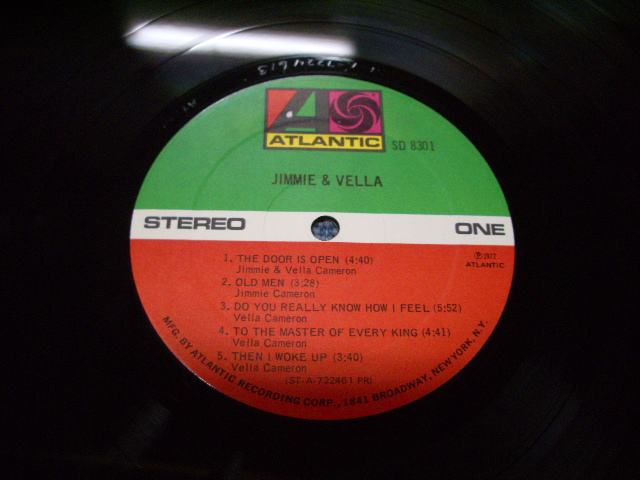 ATLANTIC
SD 8301
JIMMIE & VELLA
STEREO ONE
℗ 1972
ATLANTIC
1. THE DOOR IS OPEN (4:40)
Jimmie & Vella Cameron
2. OLD MEN (3:28)
Jimmie Cameron
3. DO YOU REALLY KNOW HOW I FEEL (5:52)
Vella Cameron
4. TO THE MASTER OF EVERY KING (4:41)
Vella Cameron
5. THEN I WOKE UP (3:40)
Vella Cameron
(ST-A-722461 PR)
MFG. BY ATLANTIC RECORDING CORP., 1841 BROADWAY, NEW YORK, N.Y.